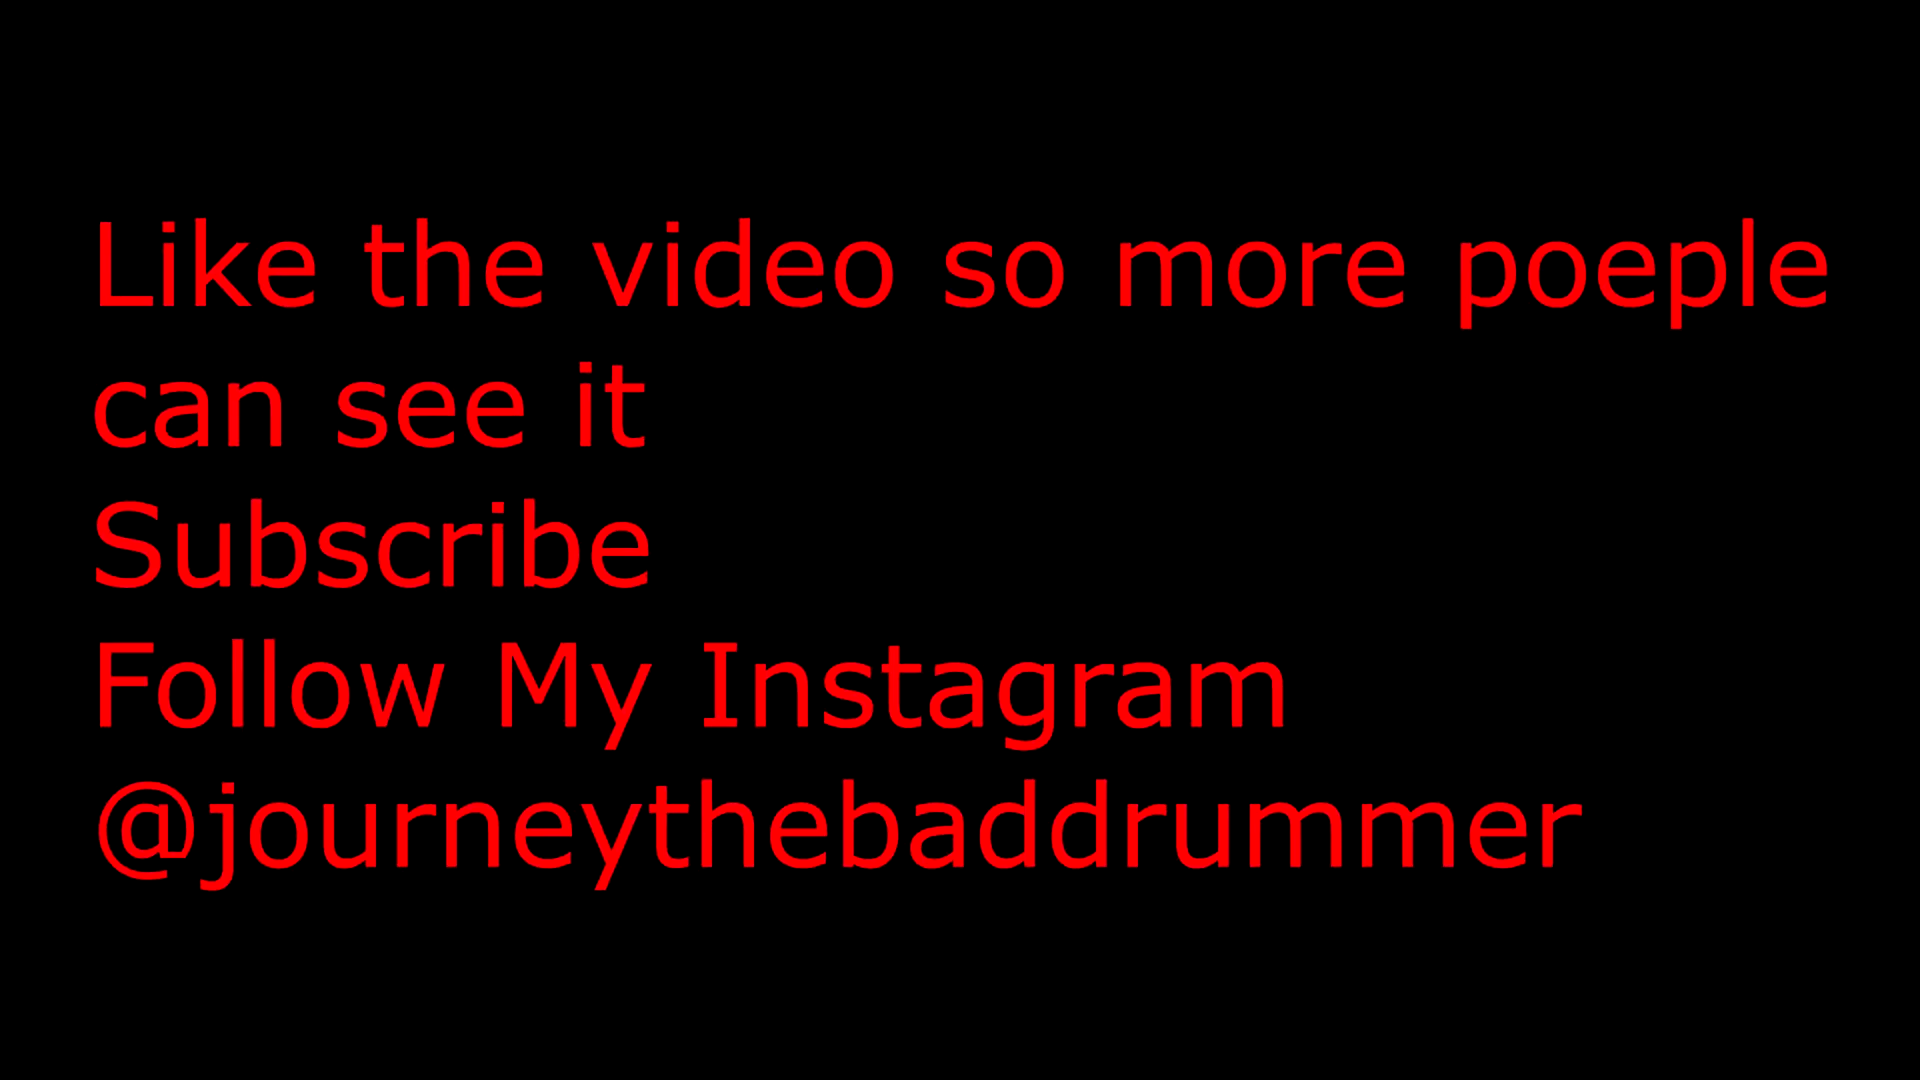 Like the video so more poeple
can see it
Subscribe
Follow My Instagram
@journeythebaddrummer